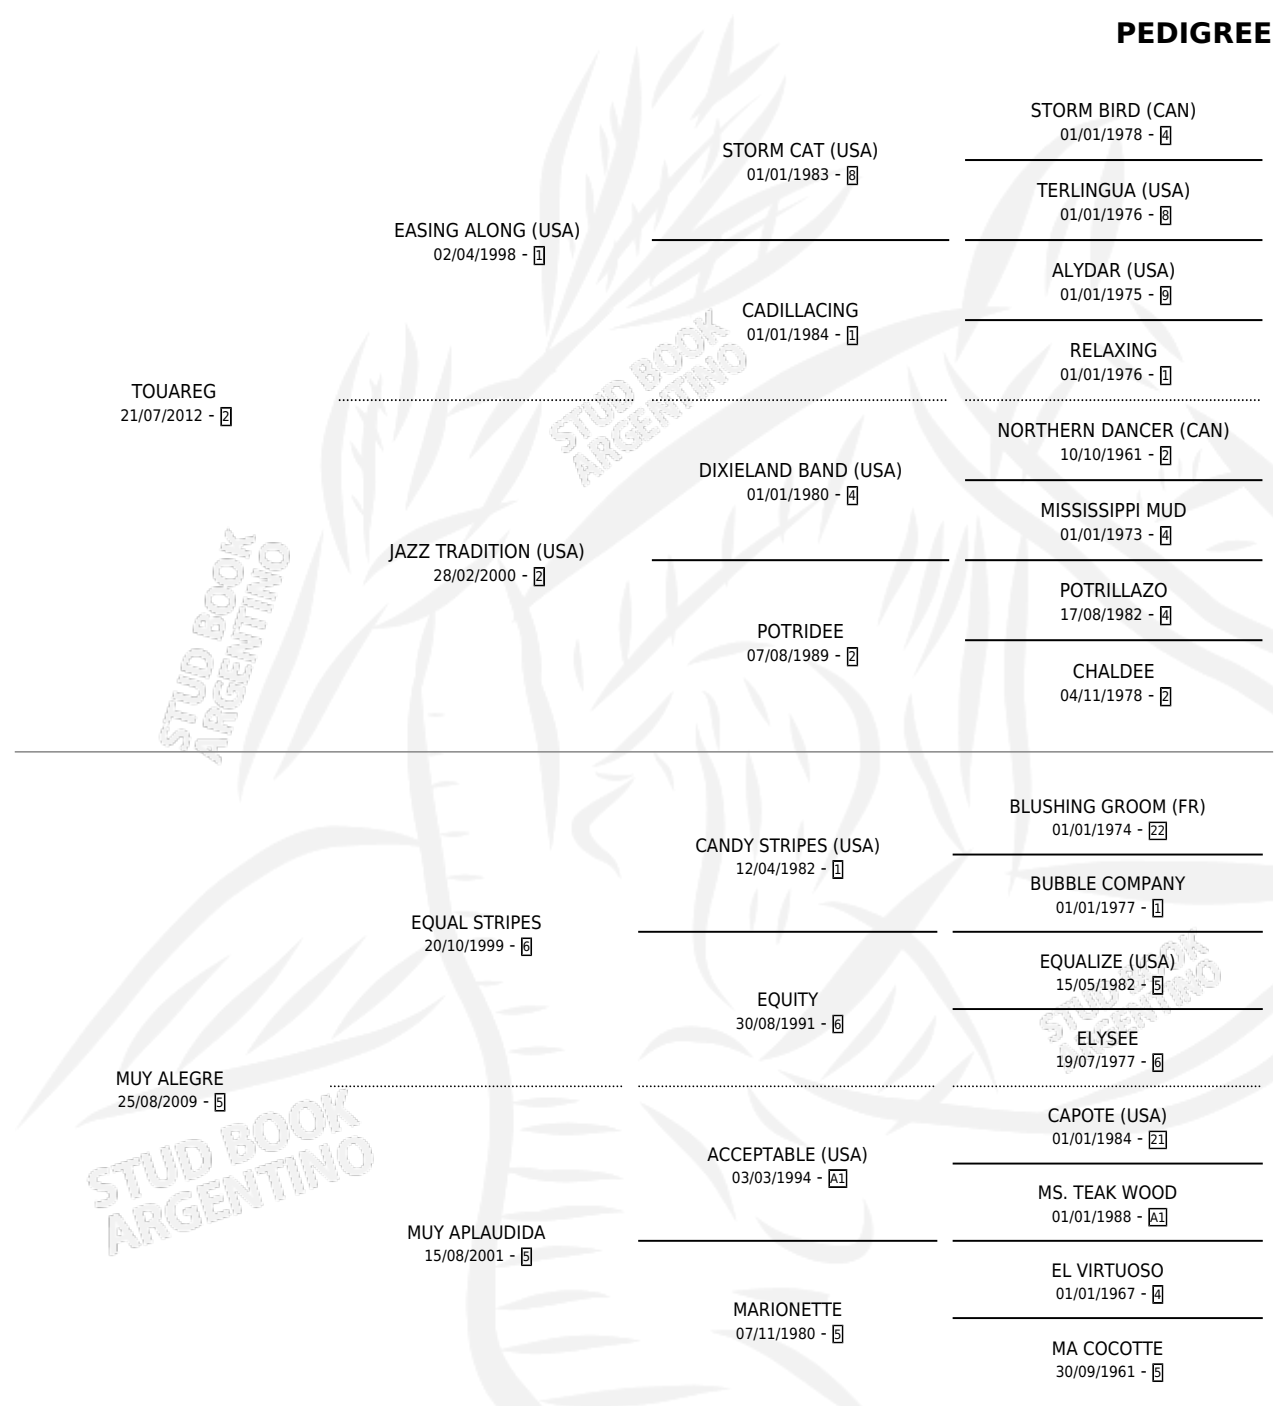 PEDIGREE
STORM BIRD (CAN)
01/01/1978 - 4
STORM CAT (USA)
01/01/1983 - 8
TERLINGUA (USA)
01/01/1976 - 8
EASING ALONG (USA)
02/04/1998 - 1
ALYDAR (USA)
01/01/1975 - 9
CADILLACING
01/01/1984 - 1
RELAXING
01/01/1976 - 1
TOUAREG
21/07/2012 - 2
NORTHERN DANCER (CAN)
10/10/1961 - 2
DIXIELAND BAND (USA)
01/01/1980 - 4
MISSISSIPPI MUD
01/01/1973 - 4
JAZZ TRADITION (USA)
28/02/2000 - 2
POTRILLAZO
17/08/1982 - 4
POTRIDEE
07/08/1989 - 2
CHALDEE
04/11/1978 - 2
STUD BOOK
ARGENTINO
STUD BOOK
ARGENTINO
BLUSHING GROOM (FR)
01/01/1974 - 22
CANDY STRIPES (USA)
12/04/1982 - 1
BUBBLE COMPANY
01/01/1977 - 1
EQUAL STRIPES
20/10/1999 - 6
EQUALIZE (USA)
15/05/1982 - 5
EQUITY
30/08/1991 - 6
ELYSEE
19/07/1977 - 6
STUD BOOK
ARGENTINO
MUY ALEGRE
25/08/2009 - 5
CAPOTE (USA)
01/01/1984 - 21
ACCEPTABLE (USA)
03/03/1994 - A1
MS. TEAK WOOD
01/01/1988 - A1
MUY APLAUDIDA
15/08/2001 - 5
EL VIRTUOSO
01/01/1967 - 4
MARIONETTE
07/11/1980 - 5
MA COCOTTE
30/09/1961 - 5
STUD BOOK
ARGENTINO